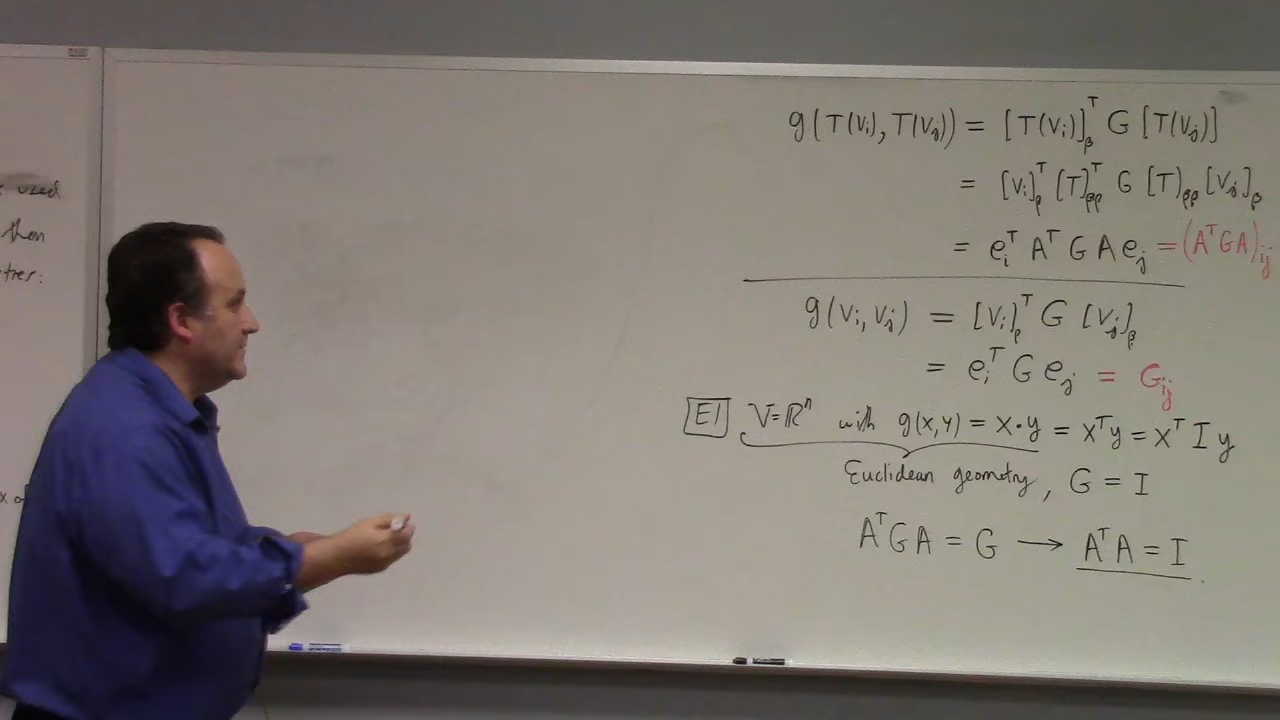 used
then
tries:
g(T(vᵢ), T(vⱼ)) = [T(vᵢ)]ᵦᵀ G [T(vⱼ)]
= [vᵢ]ᵦᵀ [T]ᵦᵦᵀ G [T]ᵦᵦ [vⱼ]ᵦ
= eᵢᵀ Aᵀ G A eⱼ = (AᵀGA)ᵢⱼ
g(vᵢ, vⱼ) = [vᵢ]ᵦᵀ G [vⱼ]ᵦ
= eᵢᵀ G eⱼ = Gᵢⱼ
E1 V=ℝⁿ with g(x,y) = x·y = xᵀy = xᵀ I y
Euclidean geometry, G = I
AᵀGA = G → AᵀA = I